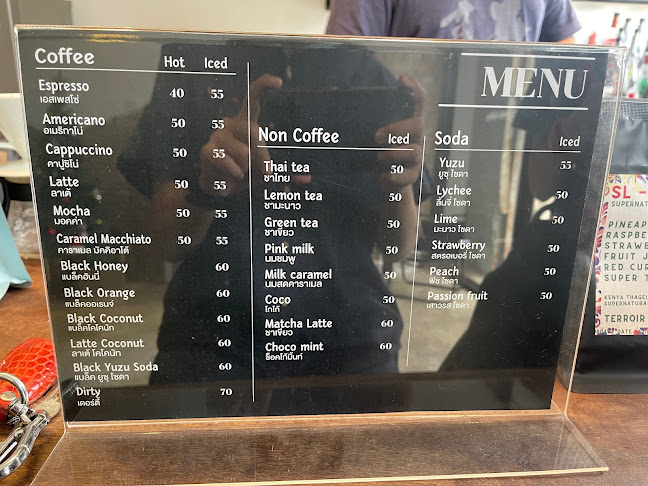 MENU
Coffee Hot Iced
Espresso 40 55
เอสเพสโซ่
Americano 50 55
อเมริกาโน่
Cappuccino 50 55
คาปูชิโน่
Latte 50 55
ลาเต้
Mocha 50 55
มอคค่า
Caramel Macchiato 50 55
คาราเมล มัคคิอาโต้
Black Honey 60
แบล็คฮันนี่
Black Orange 60
แบล็คออเรนจ์
Black Coconut 60
แบล็คโคโคนัท
Latte Coconut 60
ลาเต้ โคโคนัท
Black Yuzu Soda 60
แบล็ค ยูซุ โซดา
Dirty 70
เดอร์ตี้
Non Coffee Iced
Thai tea 50
ชาไทย
Lemon tea 50
ชามะนาว
Green tea 50
ชาเขียว
Pink milk 50
นมชมพู
Milk caramel 50
นมสดคาราเมล
Coco 50
โกโก้
Matcha Latte 60
ชาเขียว
Choco mint 60
ช็อคโก้มิ้นท์
Soda Iced
Yuzu 55
ยูซุ โซดา
Lychee 50
ลิ้นจี่ โซดา
Lime 50
มะนาว โซดา
Strawberry 50
สตรอเบอรี่ โซดา
Peach 50
พีช โซดา
Passion fruit 50
เสาวรส โซดา
SL -
SUPERNAT
PINEAP
RASPBE
STRAWB
FRUIT J
RED CUR
SUPER T
KENYA THAGEI
SUPERNATURA
TERROIR